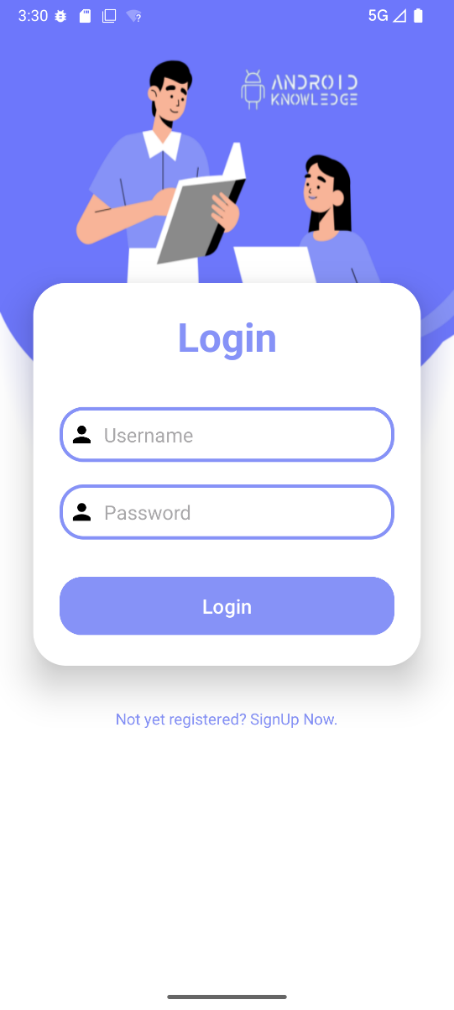 3:30
5G
ANDROID
KNOWLEDGE
Login
Username
Password
Login
Not yet registered? SignUp Now.